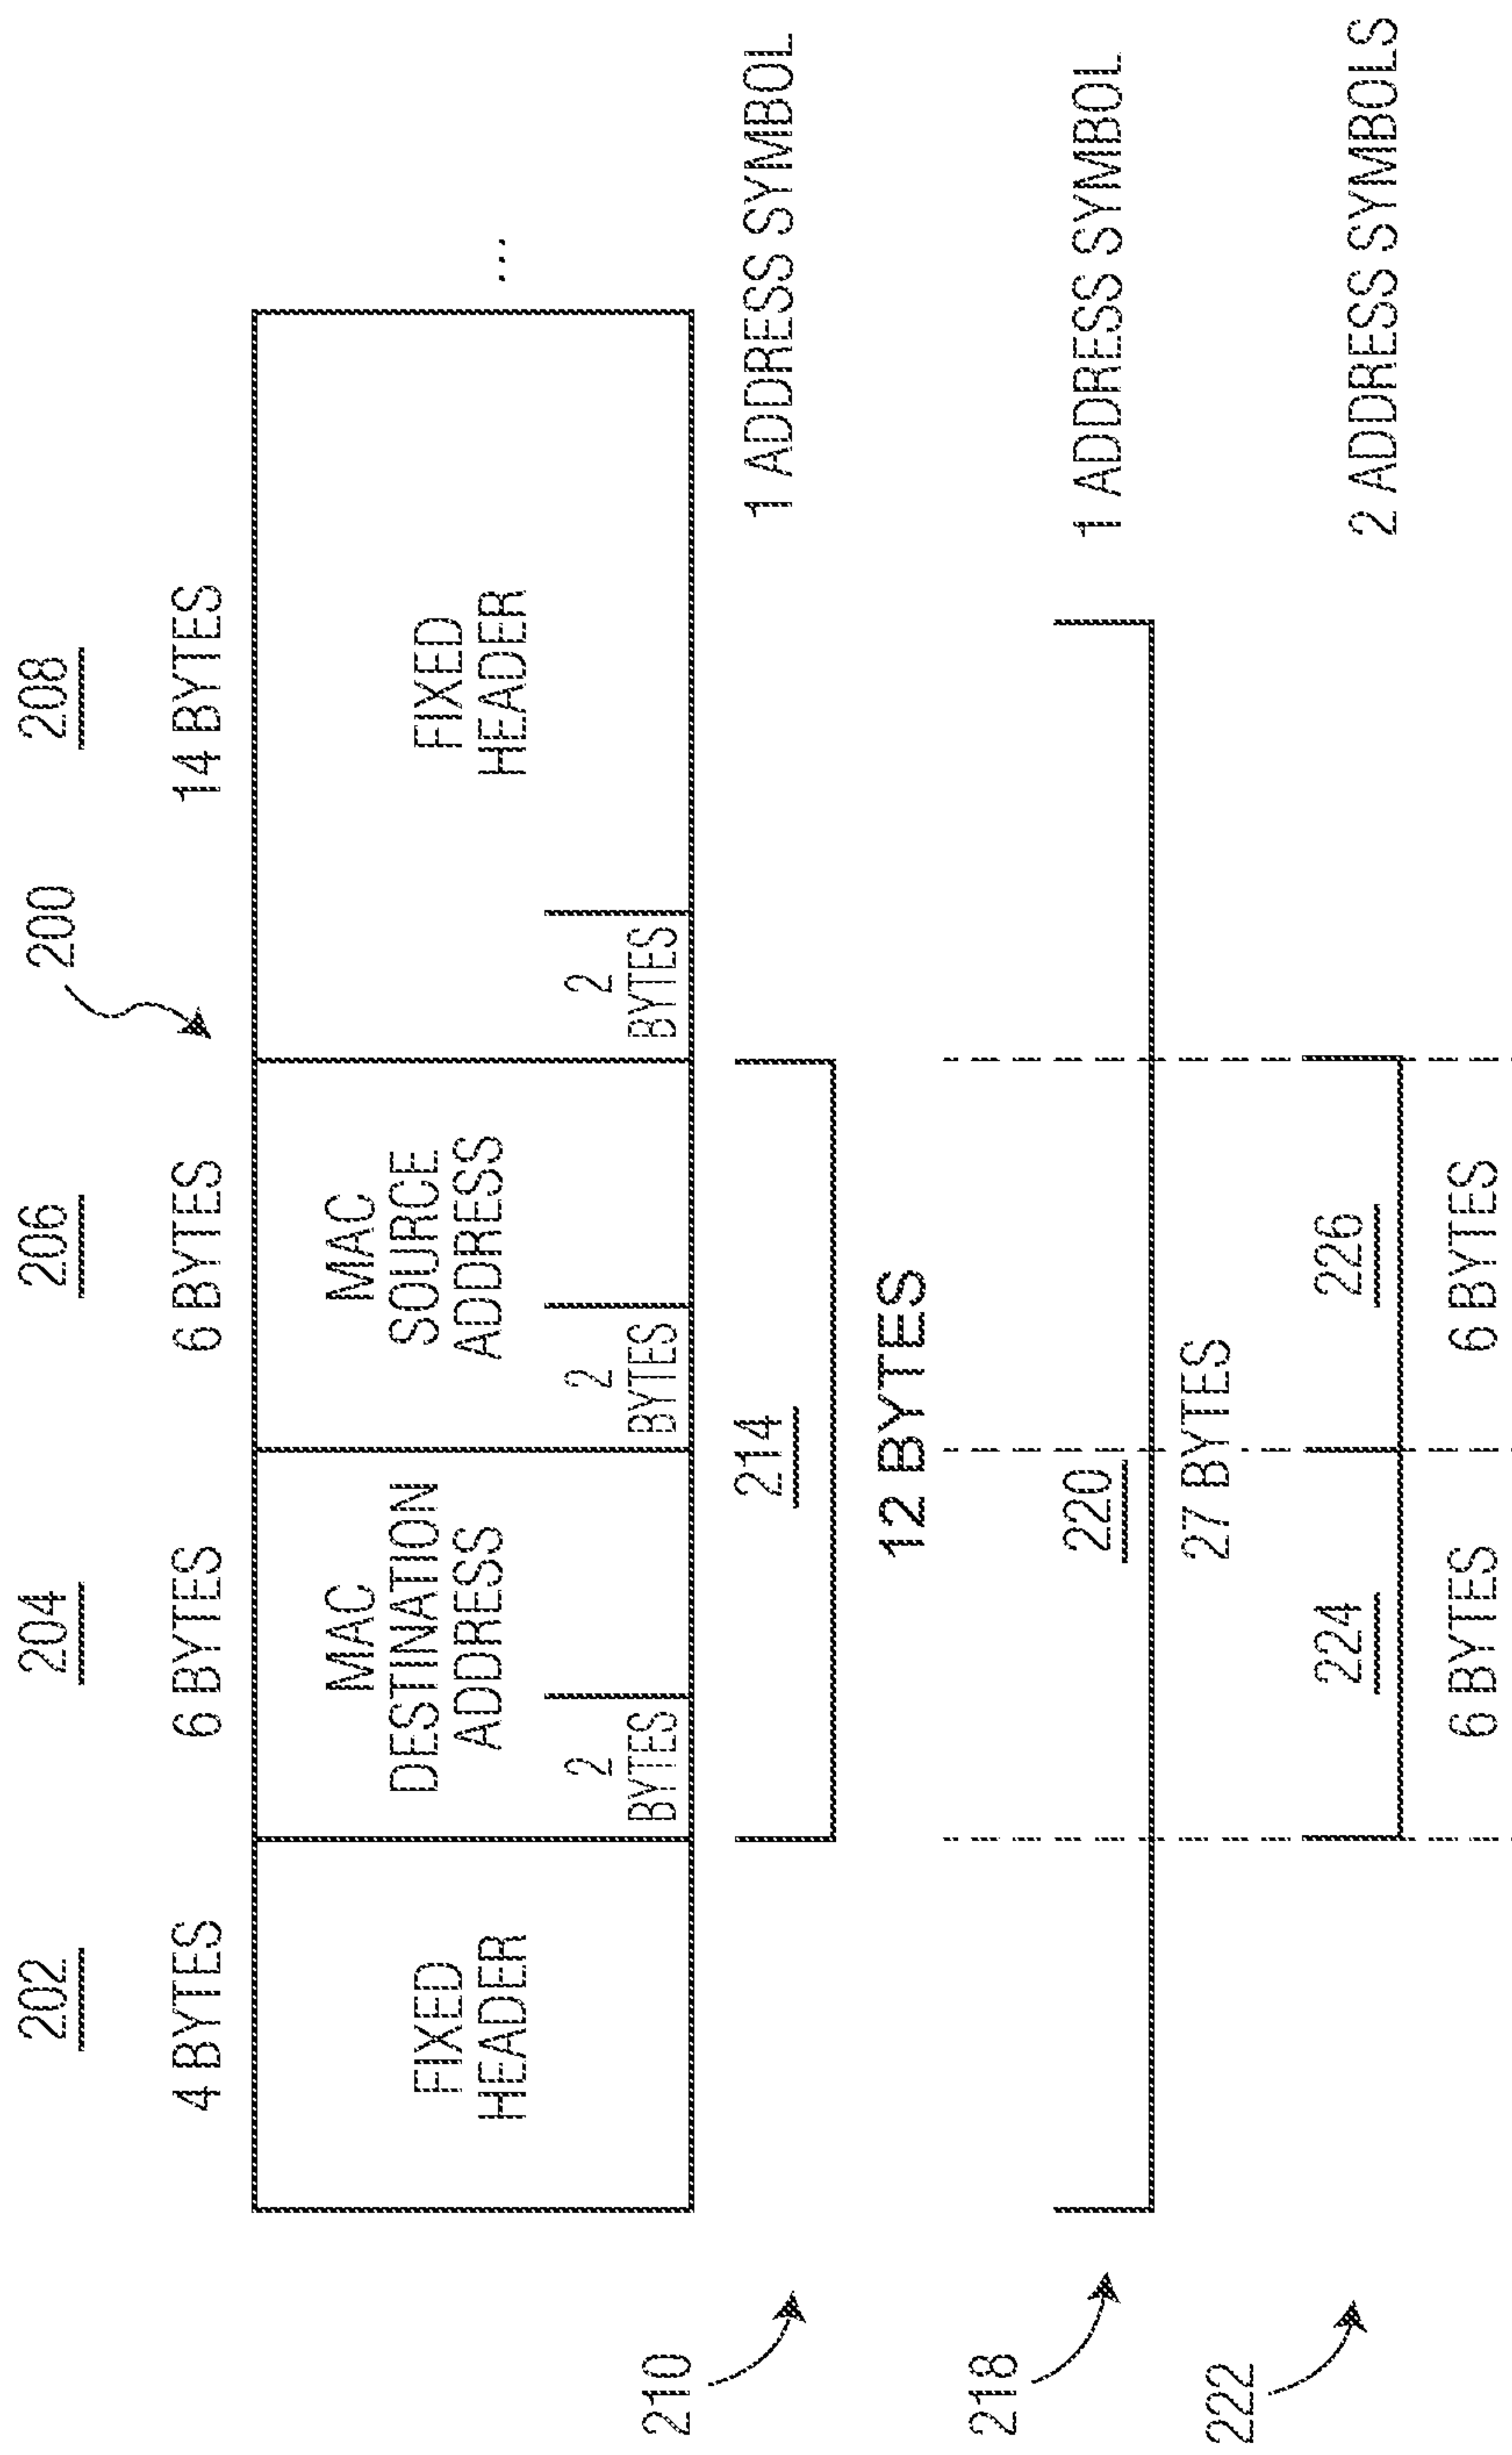 200
202
204
206
208
4 BYTES
6 BYTES
6 BYTES
14 BYTES
FIXED
HEADER
MAC
DESTINATION
ADDRESS
2
BYTES
MAC
SOURCE
ADDRESS
2
BYTES
FIXED
HEADER
2
BYTES
...
210
214
1 ADDRESS SYMBOL
12 BYTES
218
220
1 ADDRESS SYMBOL
27 BYTES
222
224
226
2 ADDRESS SYMBOLS
6 BYTES
6 BYTES